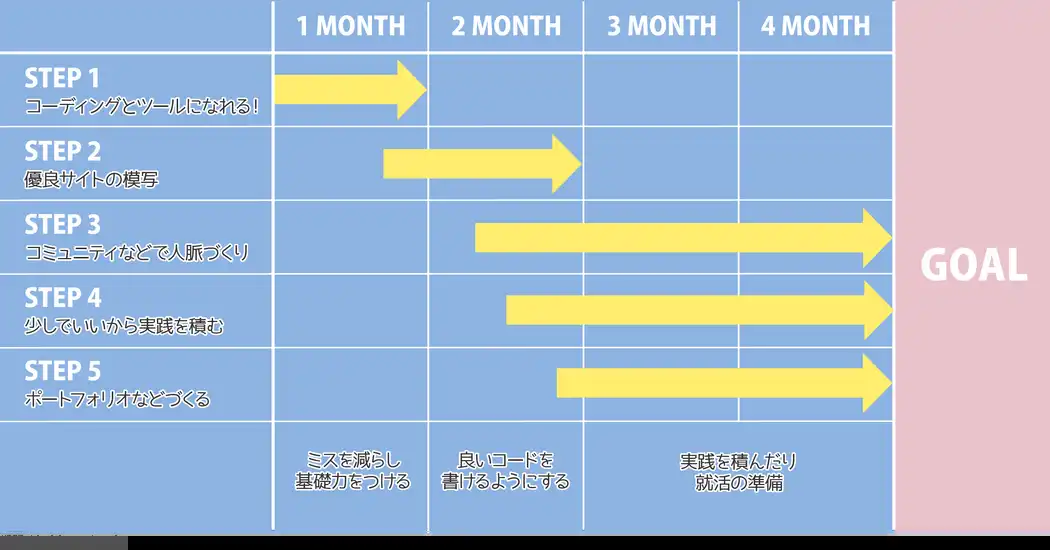 1 MONTH
2 MONTH
3 MONTH
4 MONTH
STEP 1
コーディングとツールになれる！
STEP 2
優良サイトの模写
STEP 3
コミュニティなどで人脈づくり
STEP 4
少しでいいから実践を積む
STEP 5
ポートフォリオなどづくる
GOAL
ミスを減らし
基礎力をつける
良いコードを
書けるようにする
実践を積んだり
就活の準備